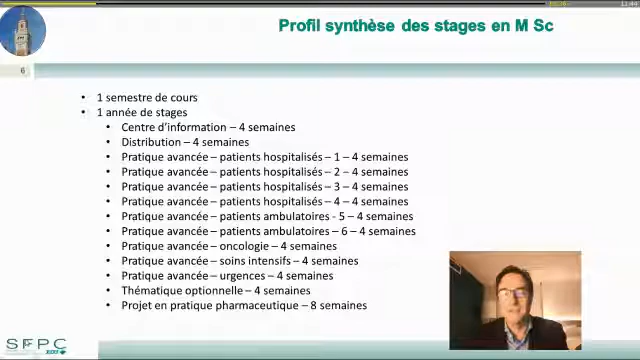 Profil synthèse des stages en M Sc
6
• 1 semestre de cours
• 1 année de stages
• Centre d'information – 4 semaines
• Distribution – 4 semaines
• Pratique avancée – patients hospitalisés – 1 – 4 semaines
• Pratique avancée – patients hospitalisés – 2 – 4 semaines
• Pratique avancée – patients hospitalisés – 3 – 4 semaines
• Pratique avancée – patients hospitalisés – 4 – 4 semaines
• Pratique avancée – patients ambulatoires - 5 – 4 semaines
• Pratique avancée – patients ambulatoires – 6 – 4 semaines
• Pratique avancée – oncologie – 4 semaines
• Pratique avancée – soins intensifs – 4 semaines
• Pratique avancée – urgences – 4 semaines
• Thématique optionnelle – 4 semaines
• Projet en pratique pharmaceutique – 8 semaines
SFPC